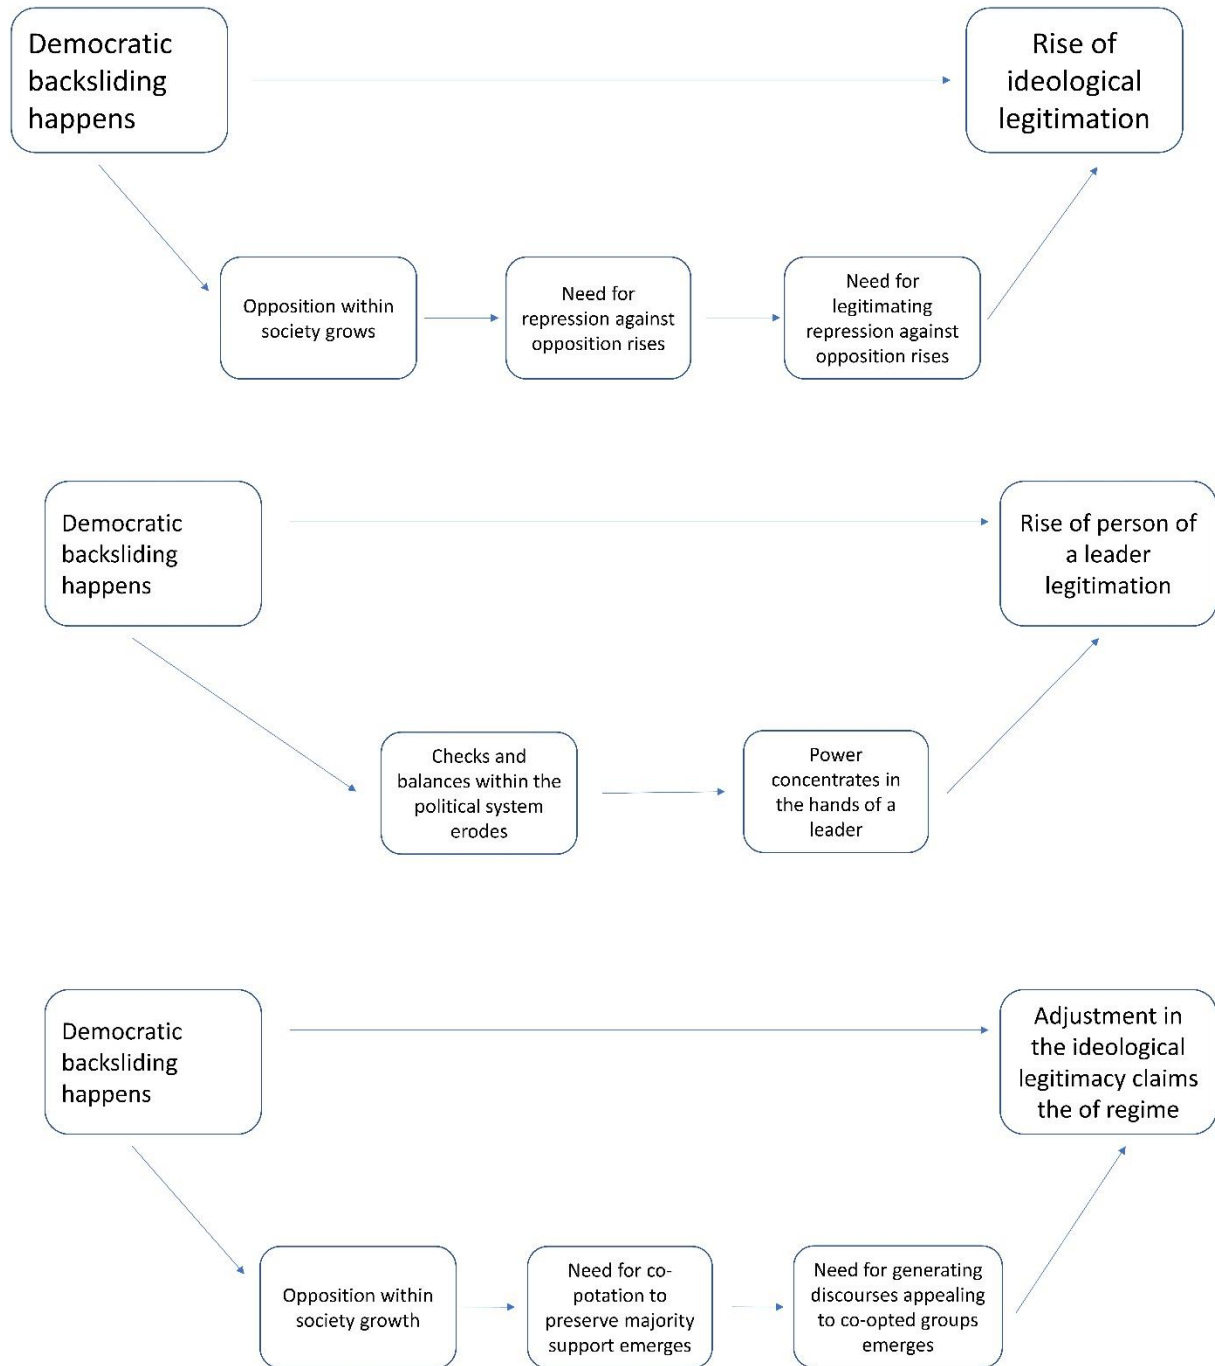 Democratic
backsliding
happens
Rise of
ideological
legitimation
Opposition within
society grows
Need for
repression against
opposition rises
Need for
legitimating
repression against
opposition rises
Democratic
backsliding
happens
Rise of person of
a leader
legitimation
Checks and
balances within the
political system
erodes
Power
concentrates in
the hands of a
leader
Democratic
backsliding
happens
Adjustment in
the ideological
legitimacy claims
the of regime
Opposition within
society growth
Need for co-
potation to
preserve majority
support emerges
Need for generating
discourses appealing
to co-opted groups
emerges